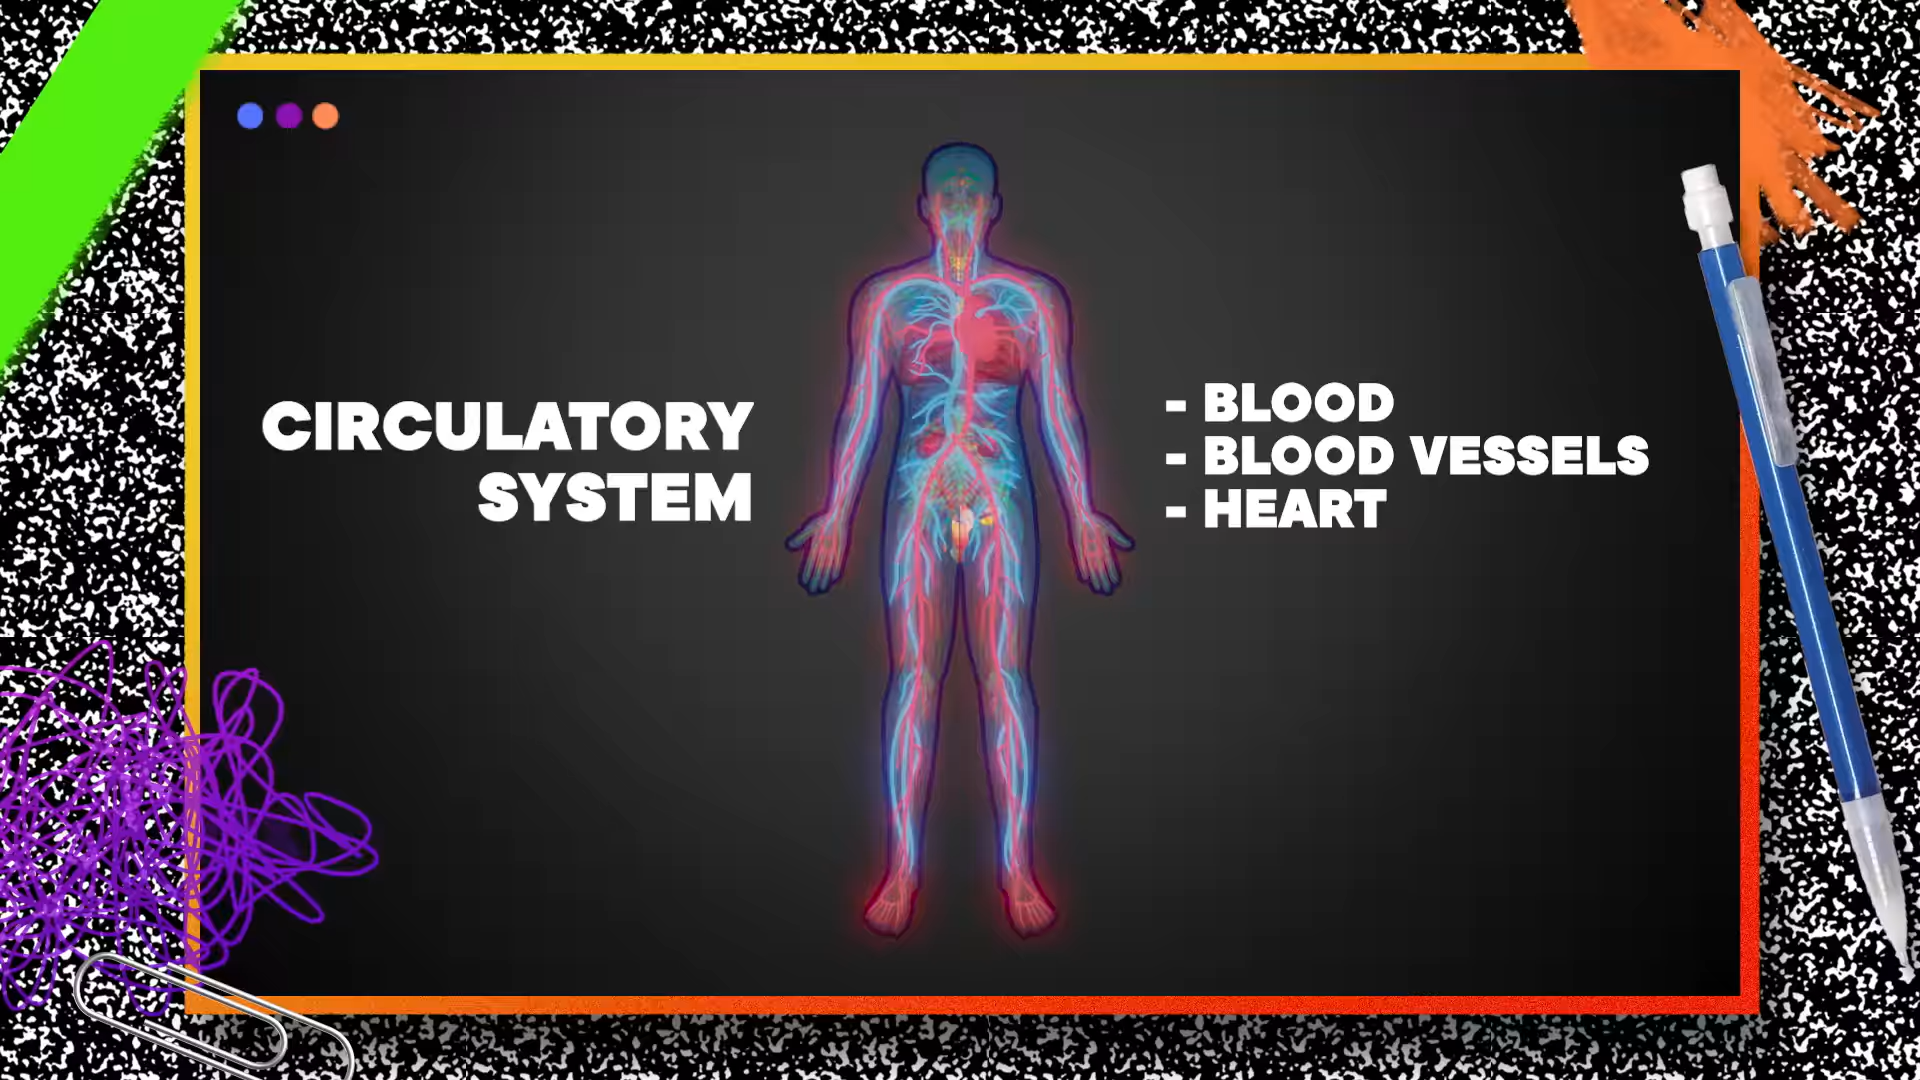 CIRCULATORY
SYSTEM
- BLOOD
- BLOOD VESSELS
- HEART